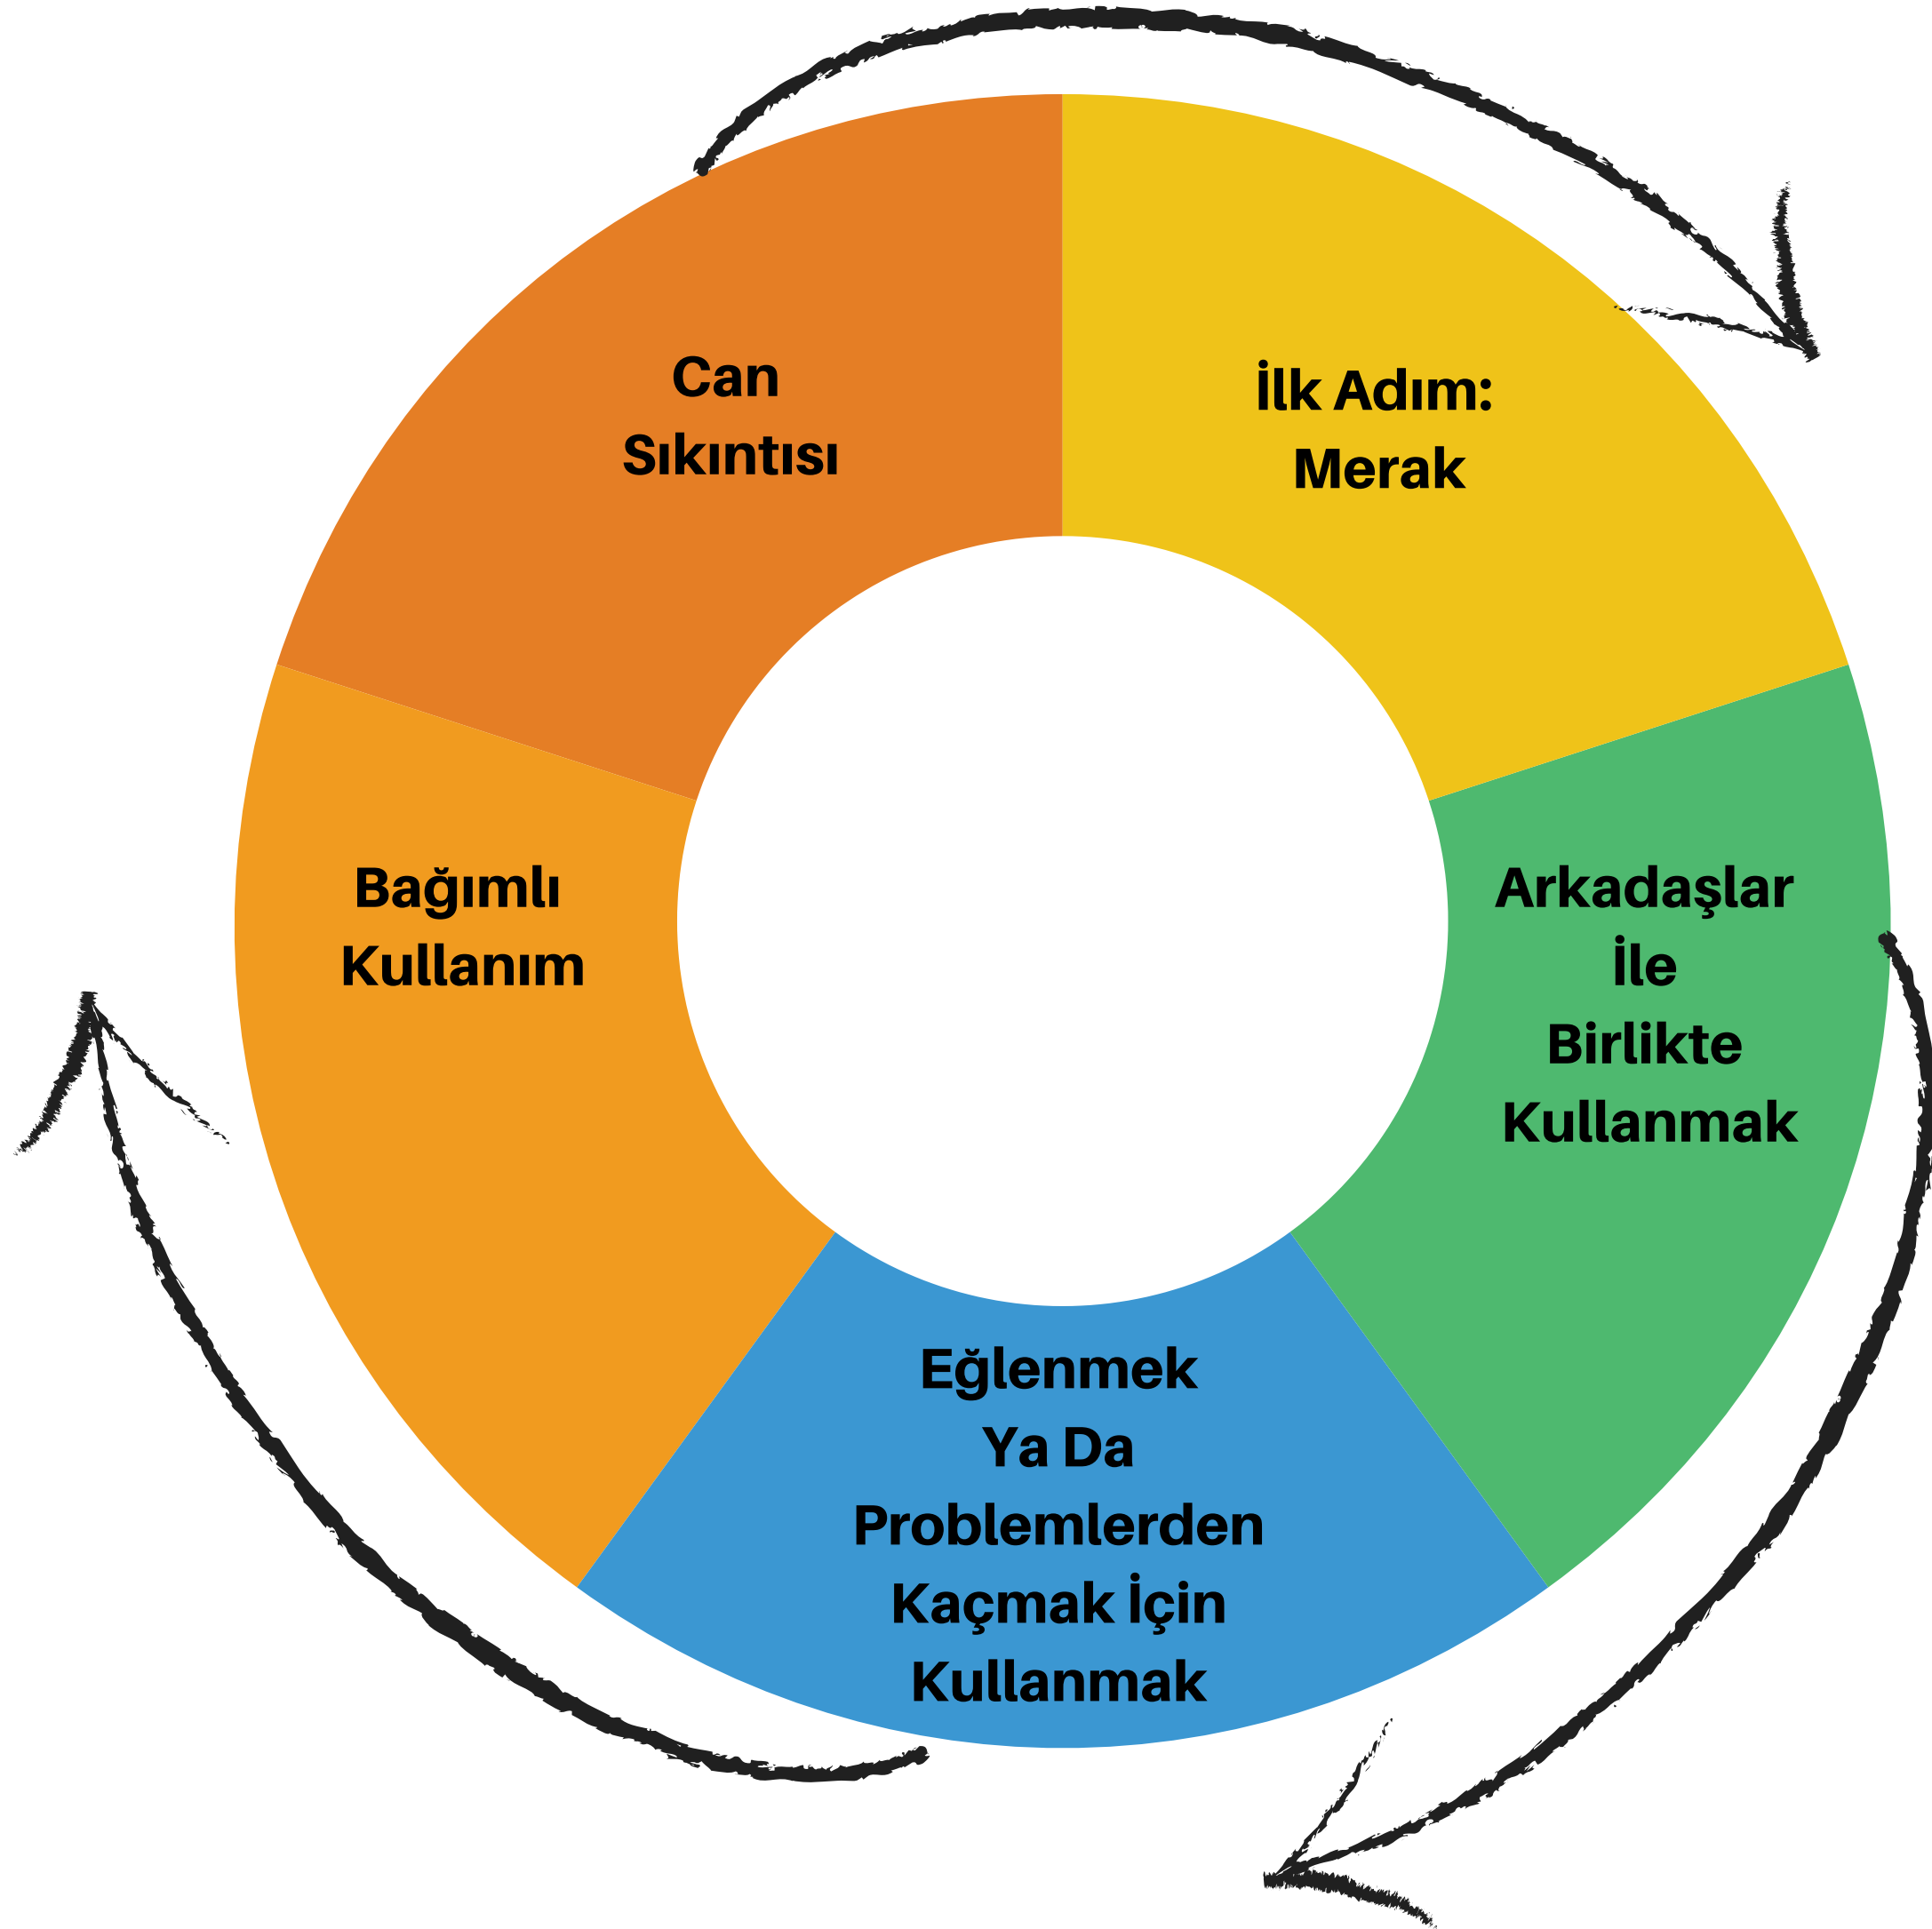 Can
Sıkıntısı
İlk Adım:
Merak
Arkadaşlar
İle
Birlikte
Kullanmak
Eğlenmek
Ya Da
Problemlerden
Kaçmak İçin
Kullanmak
Bağımlı
Kullanım